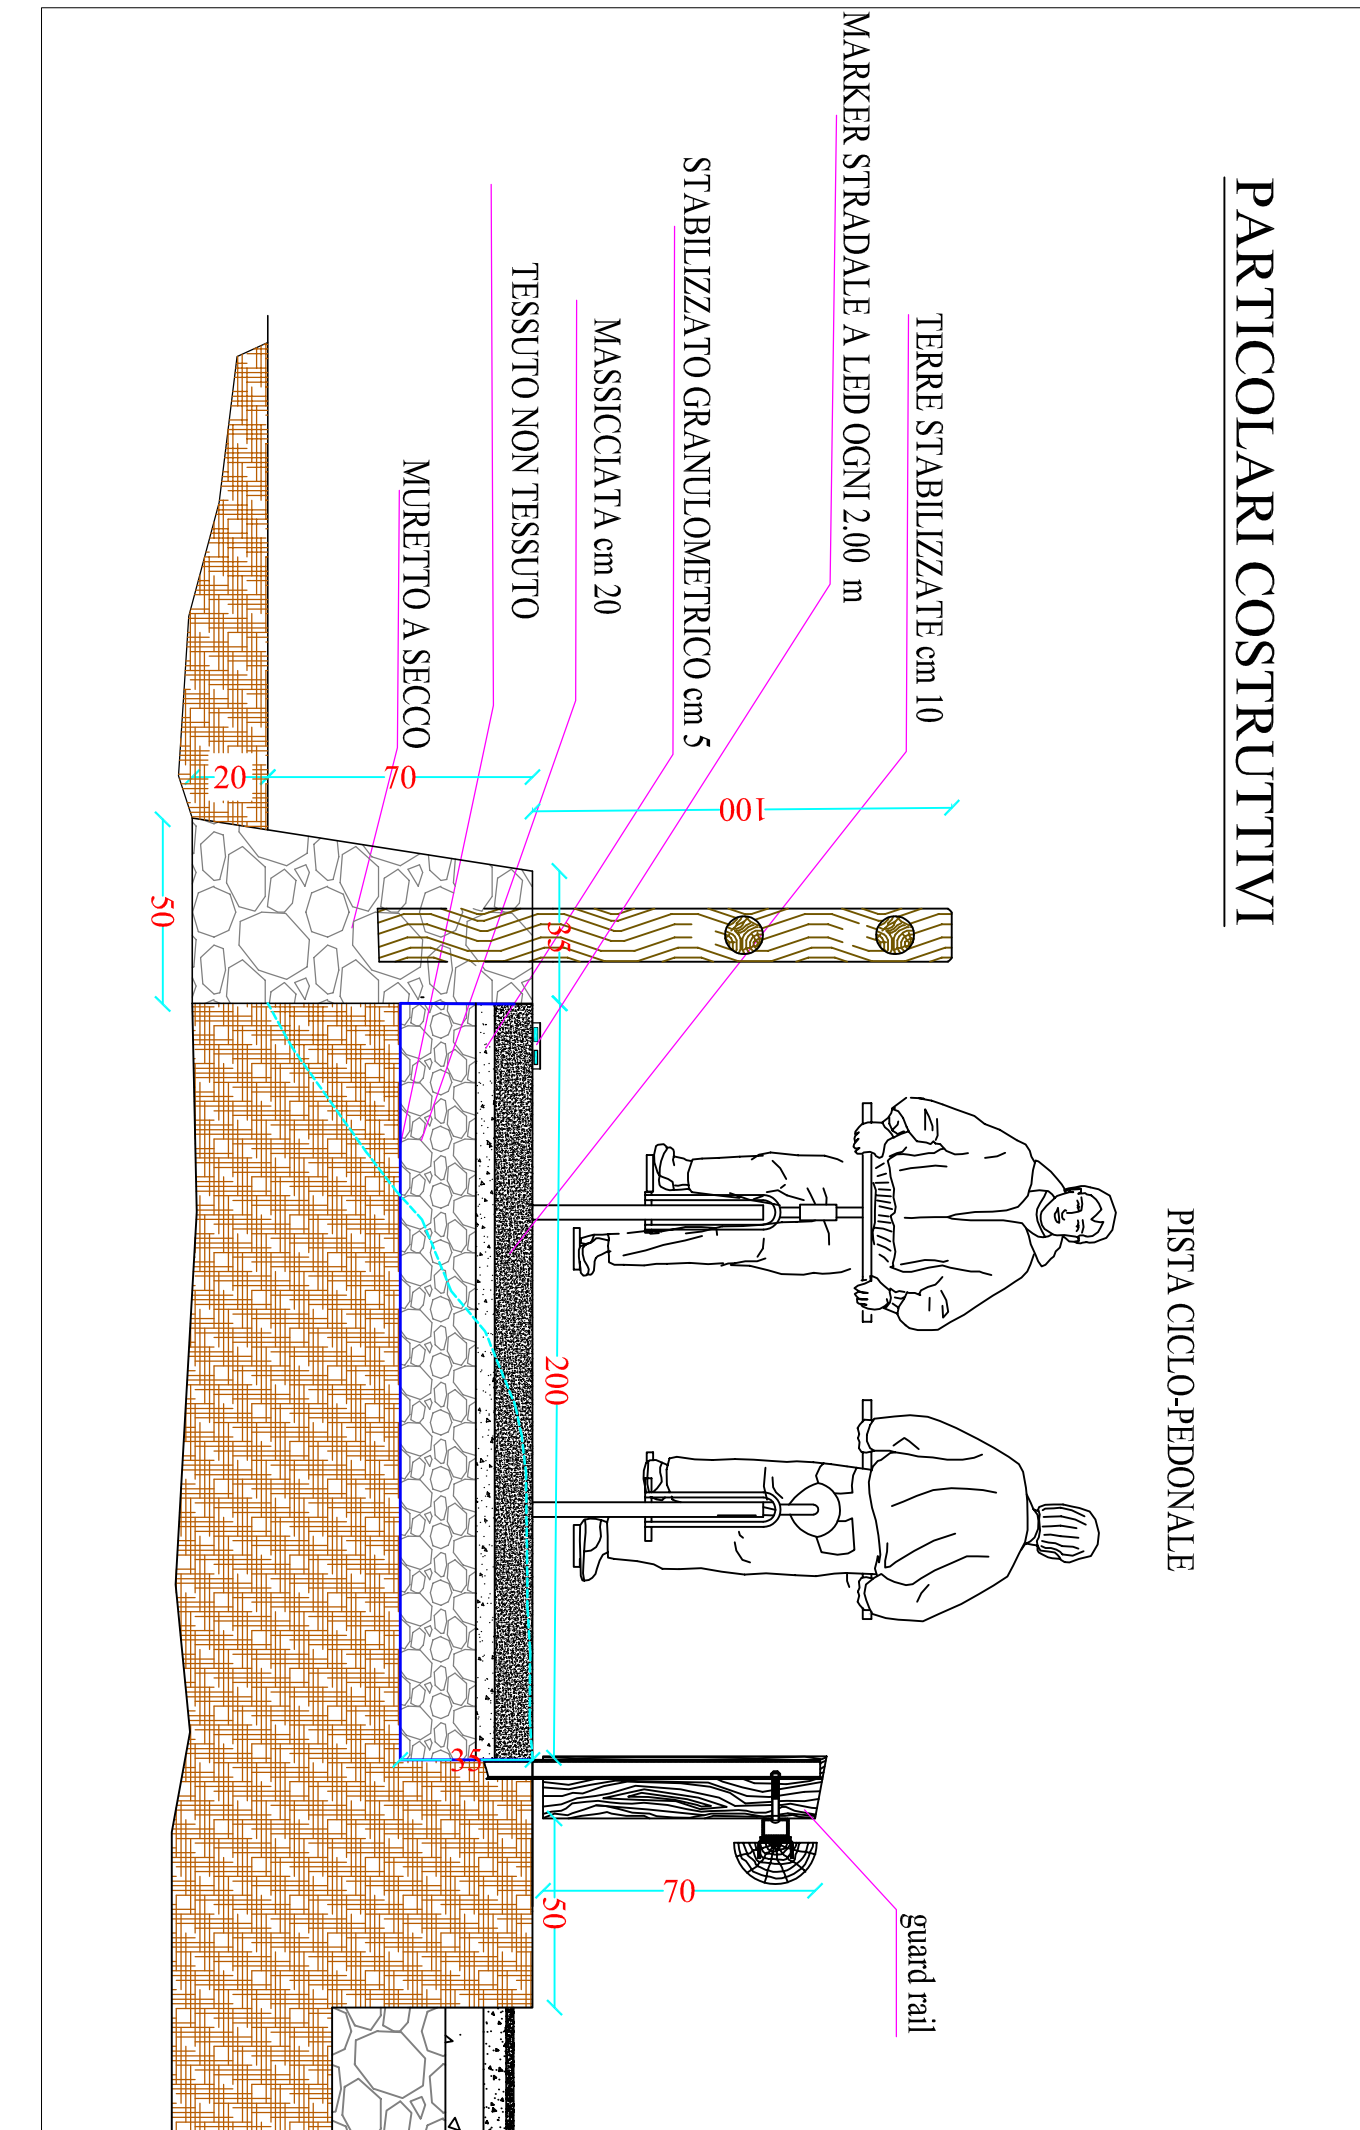 PARTICOLARI COSTRUTTIVI
PISTA CICLO-PEDONALE
TERRE STABILIZZATE cm 10
MARKER STRADALE A LED OGNI 2.00 m
STABILIZZATO GRANULOMETRICO cm 5
MASSICCIATA cm 20
TESSUTO NON TESSUTO
MURETTO A SECCO
guard rail
100
70
20
50
35
200
35
70
50